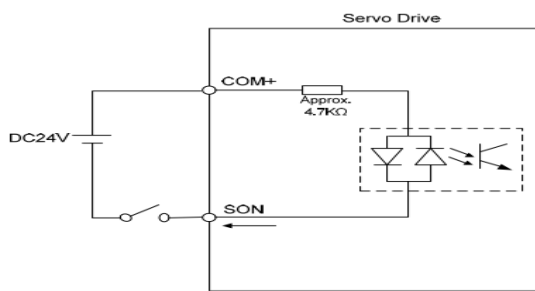 Servo Drive
COM+
Approx.
4.7KΩ
DC24V
SON